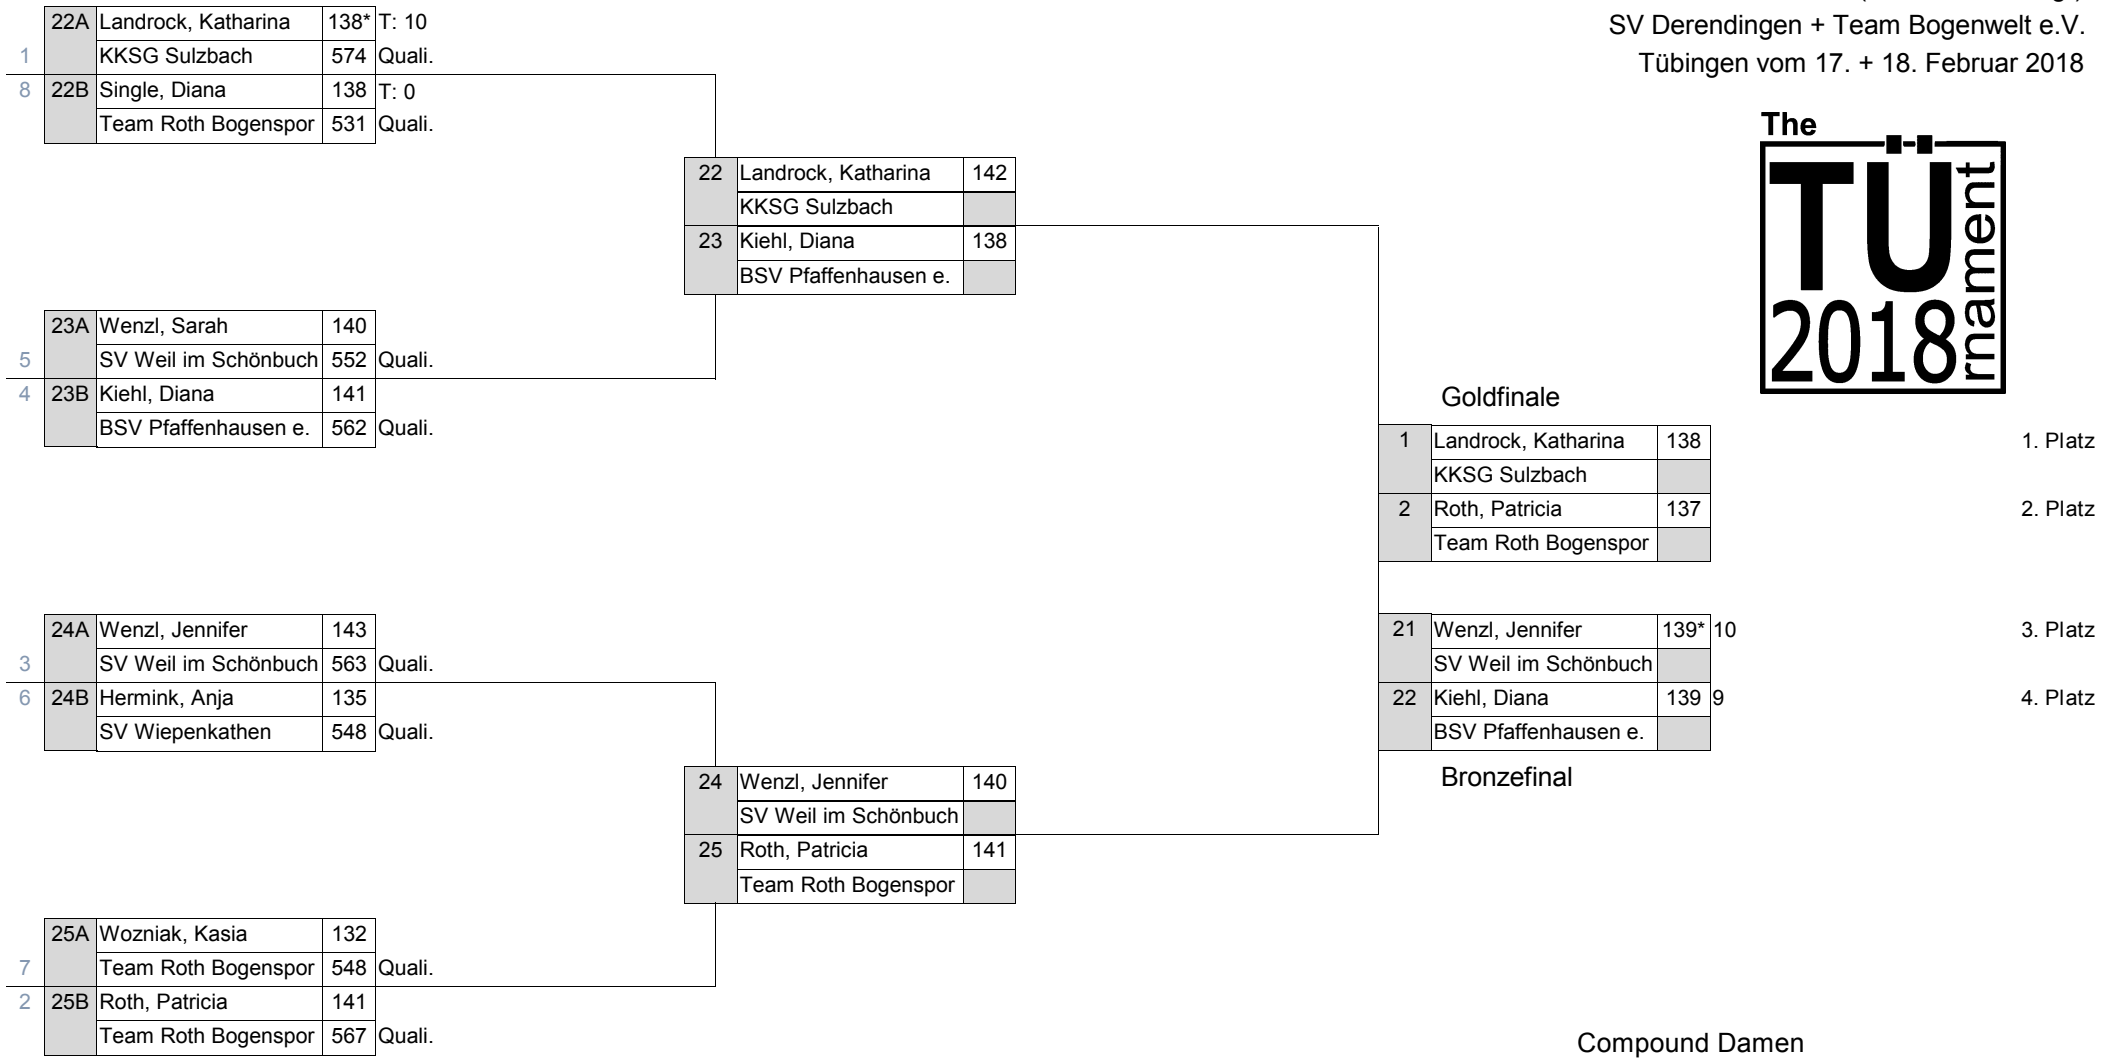 SV Derendingen + Team Bogenwelt e.V.
Tübingen vom 17. + 18. Februar 2018
The
TÜ
rnament
2018
22A Landrock, Katharina 138* T: 10
1 KKSG Sulzbach 574 Quali.
8 22B Single, Diana 138 T: 0
Team Roth Bogenspor 531 Quali.
22 Landrock, Katharina 142
KKSG Sulzbach
23 Kiehl, Diana 138
BSV Pfaffenhausen e.
23A Wenzl, Sarah 140
5 SV Weil im Schönbuch 552 Quali.
4 23B Kiehl, Diana 141
BSV Pfaffenhausen e. 562 Quali.
Goldfinale
1 Landrock, Katharina 138 1. Platz
KKSG Sulzbach
2 Roth, Patricia 137 2. Platz
Team Roth Bogenspor
24A Wenzl, Jennifer 143
3 SV Weil im Schönbuch 563 Quali.
6 24B Hermink, Anja 135
SV Wiepenkathen 548 Quali.
21 Wenzl, Jennifer 139* 10 3. Platz
SV Weil im Schönbuch
22 Kiehl, Diana 139 9 4. Platz
BSV Pfaffenhausen e.
Bronzefinal
24 Wenzl, Jennifer 140
SV Weil im Schönbuch
25 Roth, Patricia 141
Team Roth Bogenspor
25A Wozniak, Kasia 132
7 Team Roth Bogenspor 548 Quali.
2 25B Roth, Patricia 141
Team Roth Bogenspor 567 Quali.
Compound Damen